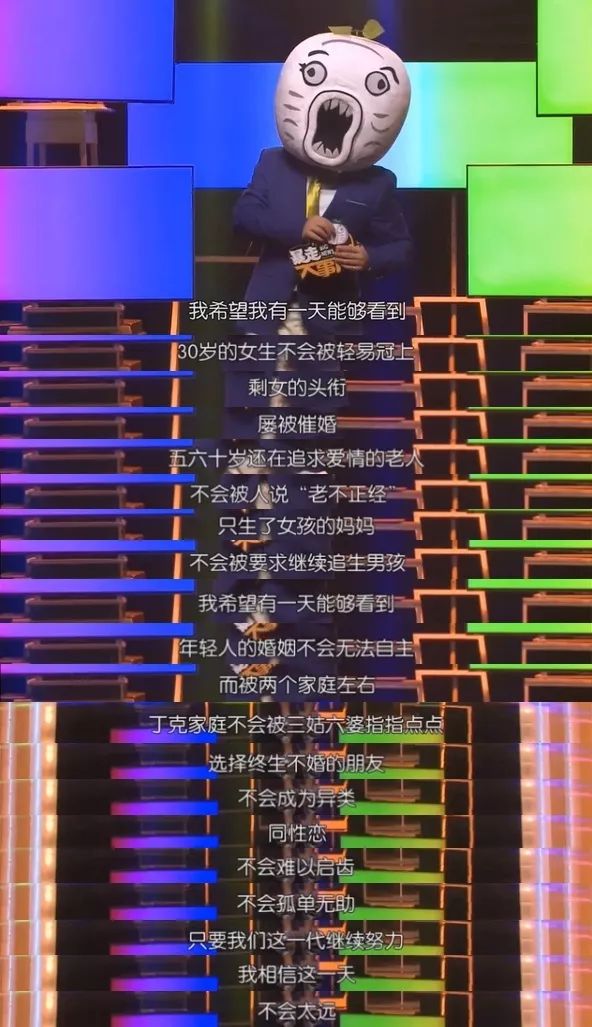 暴走
大事件
我希望我有一天能够看到
30岁的女生不会被轻易冠上
剩女的头衔
屡被催婚
五六十岁还在追求爱情的老人
不会被人说“老不正经”
只生了女孩的妈妈
不会被要求继续追生男孩
我希望有一天能够看到
年轻人的婚姻不会无法自主
而被两个家庭左右
丁克家庭不会被三姑六婆指指点点
选择终生不婚的朋友
不会成为异类
同性恋
不会难以启齿
不会孤单无助
只要我们这一代继续努力
我相信这一天
不会太远